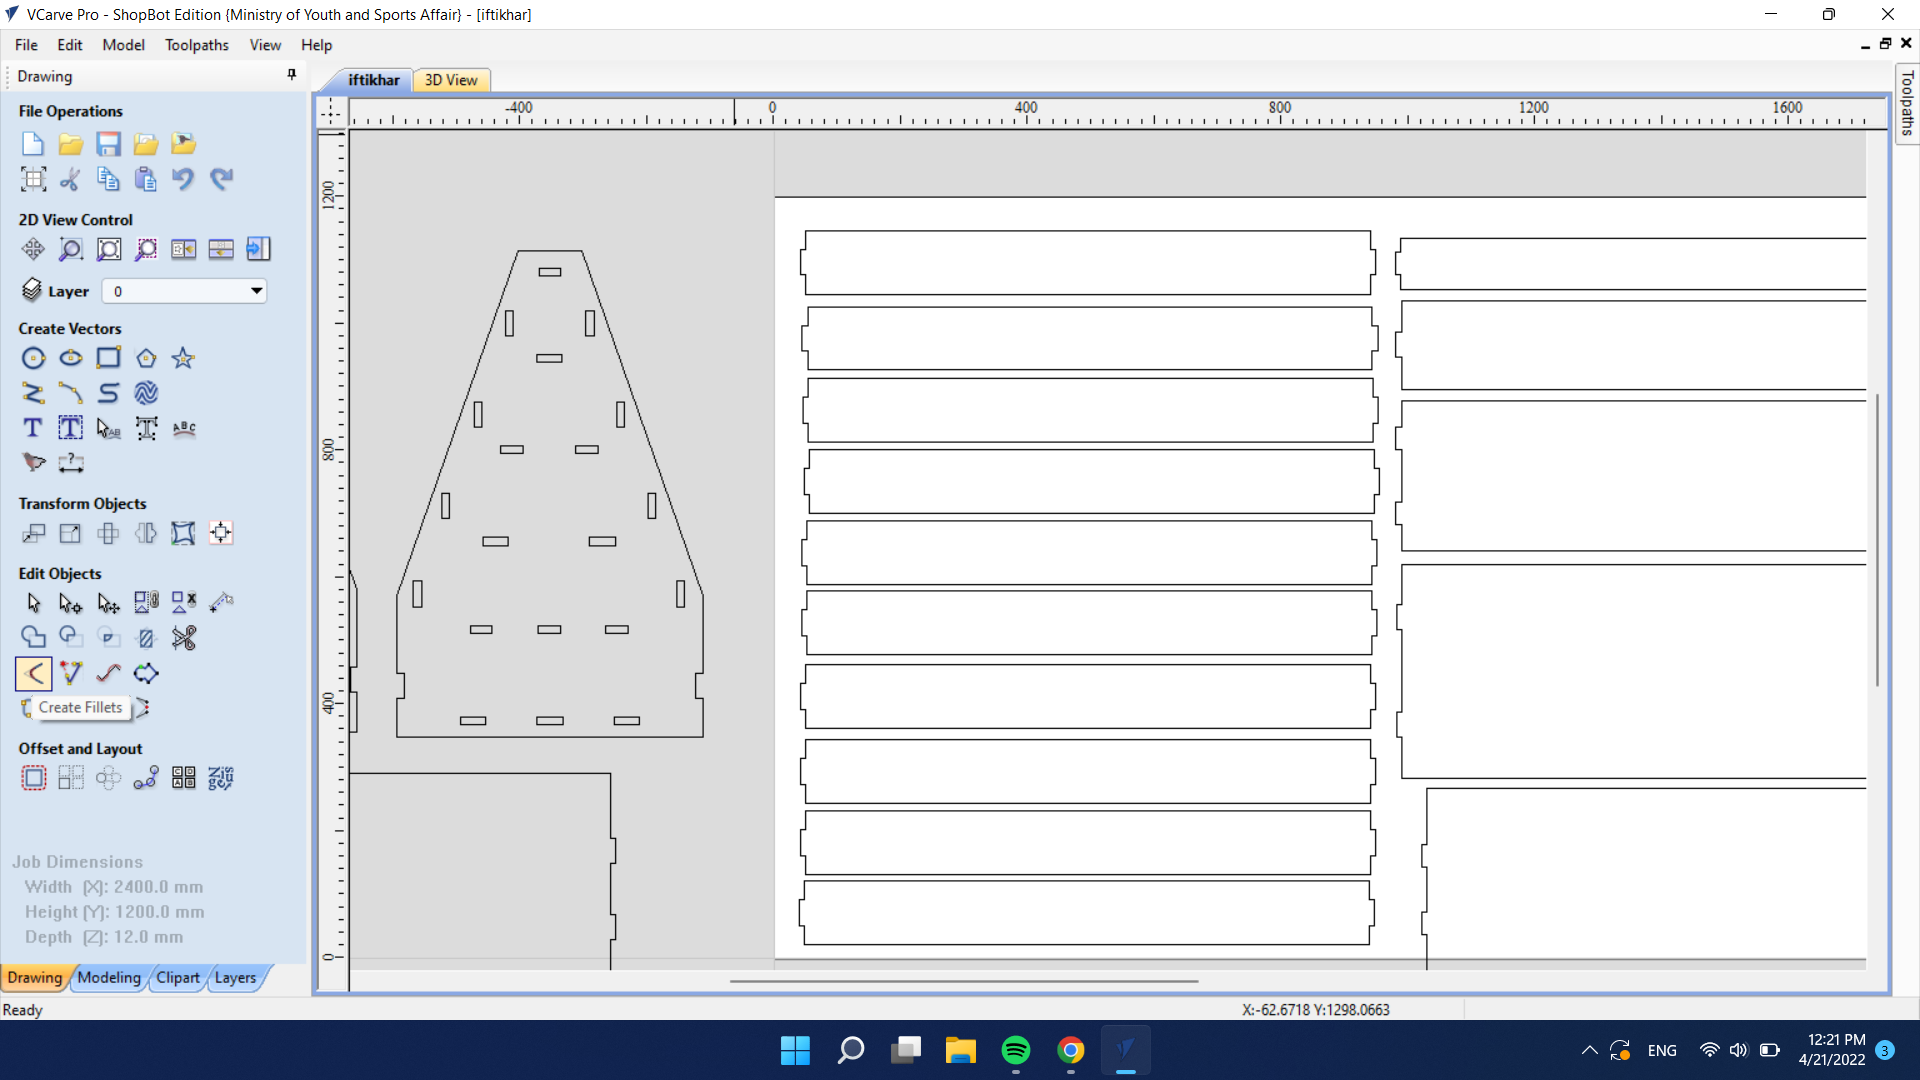 VCarve Pro - ShopBot Edition {Ministry of Youth and Sports Affair} - [iftikhar]
File Edit Model Toolpaths View Help
Drawing
iftikhar 3D View
File Operations
2D View Control
Layer 0
Create Vectors
Transform Objects
Edit Objects
Create Fillets
Offset and Layout
Job Dimensions
Width (X): 2400.0 mm
Height (Y): 1200.0 mm
Depth (Z): 12.0 mm
Drawing Modeling Clipart Layers
-400 0 400 800 1200 1600
1200
800
400
0
Toolpaths
Ready
X:-62.6718 Y:1298.0663
ENG
12:21 PM
4/21/2022
3